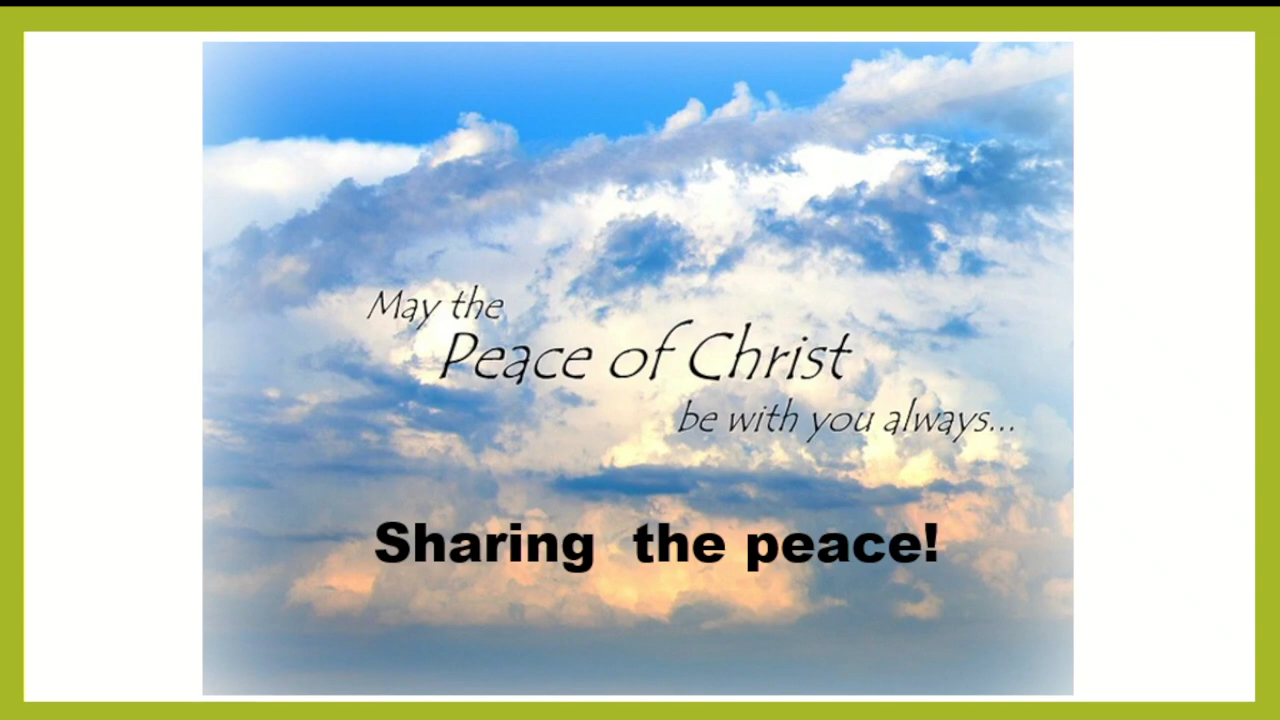 May the
Peace of Christ
be with you always...
Sharing  the peace!